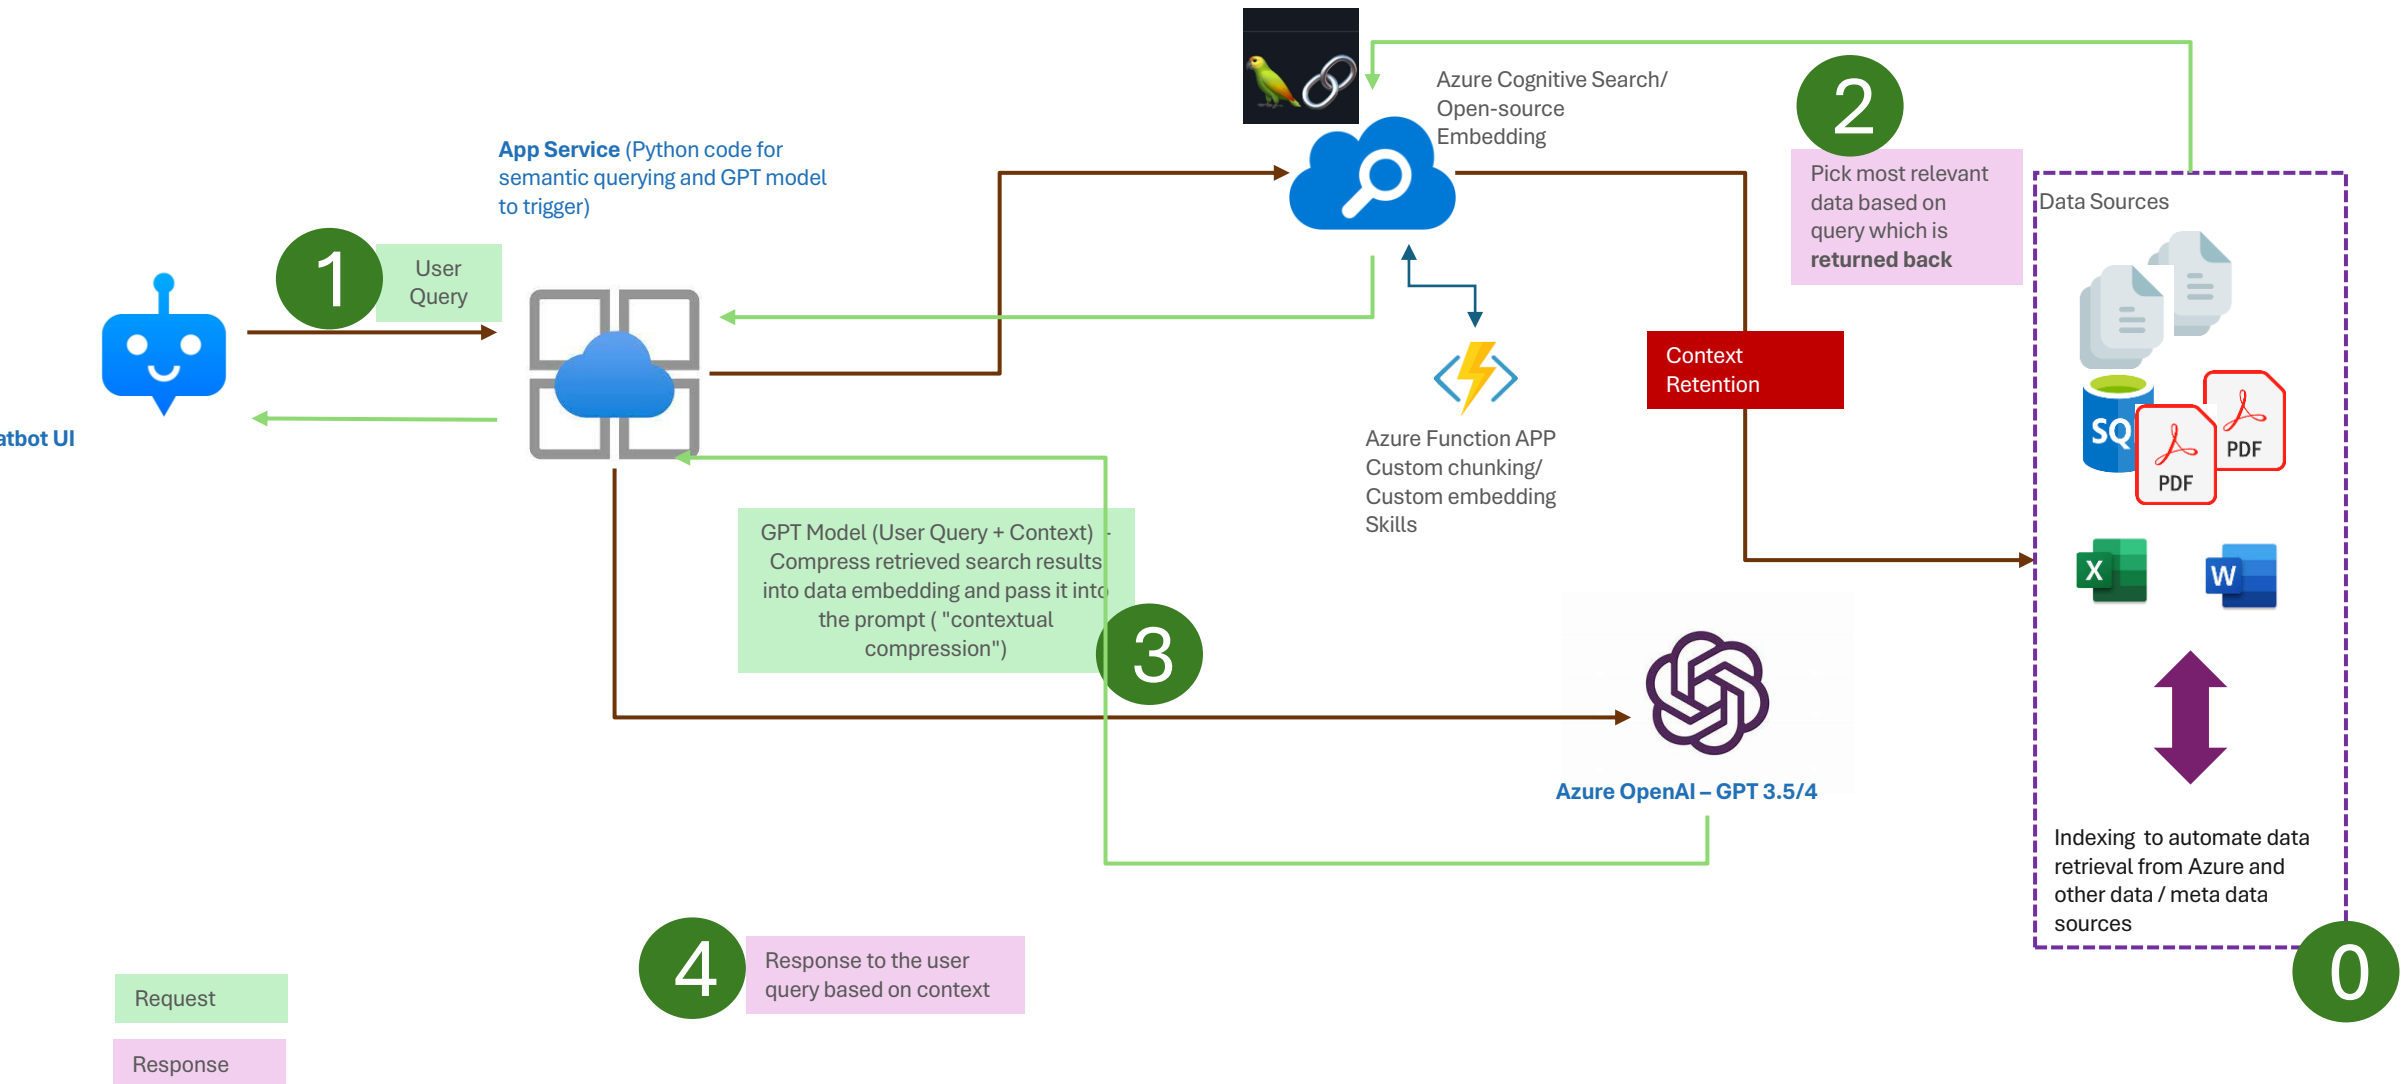 Azure Cognitive Search/
Open-source
Embedding
2
App Service (Python code for
semantic querying and GPT model
to trigger)
Pick most relevant
data based on
query which is
returned back
Data Sources
1
User
Query
Context
Retention
SQ
PDF
PDF
atbot UI
Azure Function APP
Custom chunking/
Custom embedding
Skills
GPT Model (User Query + Context) -
Compress retrieved search results
into data embedding and pass it into
the prompt ( "contextual
compression")
3
X
W
Azure OpenAI – GPT 3.5/4
Indexing to automate data
retrieval from Azure and
other data / meta data
sources
0
4
Response to the user
query based on context
Request
Response